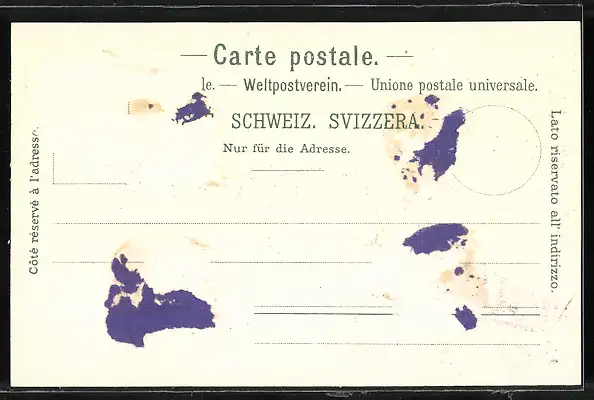 — Carte postale. —
le. — Weltpostverein. — Unione postale universale.
SCHWEIZ. SVIZZERA.
Nur für die Adresse.
Côté réservé à l'adresse.
Lato riservato all' indirizzo.